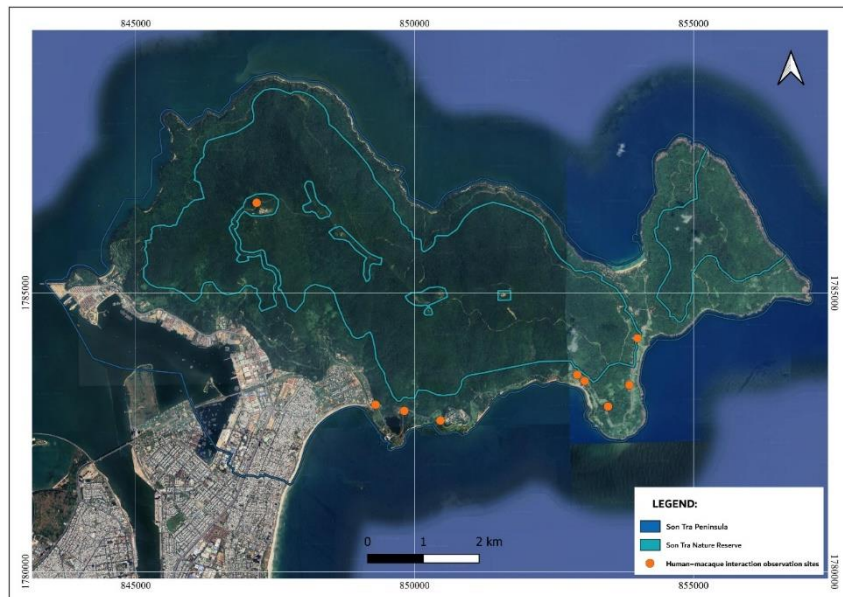 845000 850000 855000
1785000 1785000
LEGEND:
Son Tra Peninsula
Son Tra Nature Reserve
Human-macaque interaction observation sites
0 1 2 km
1780000 1780000
845000 850000 855000